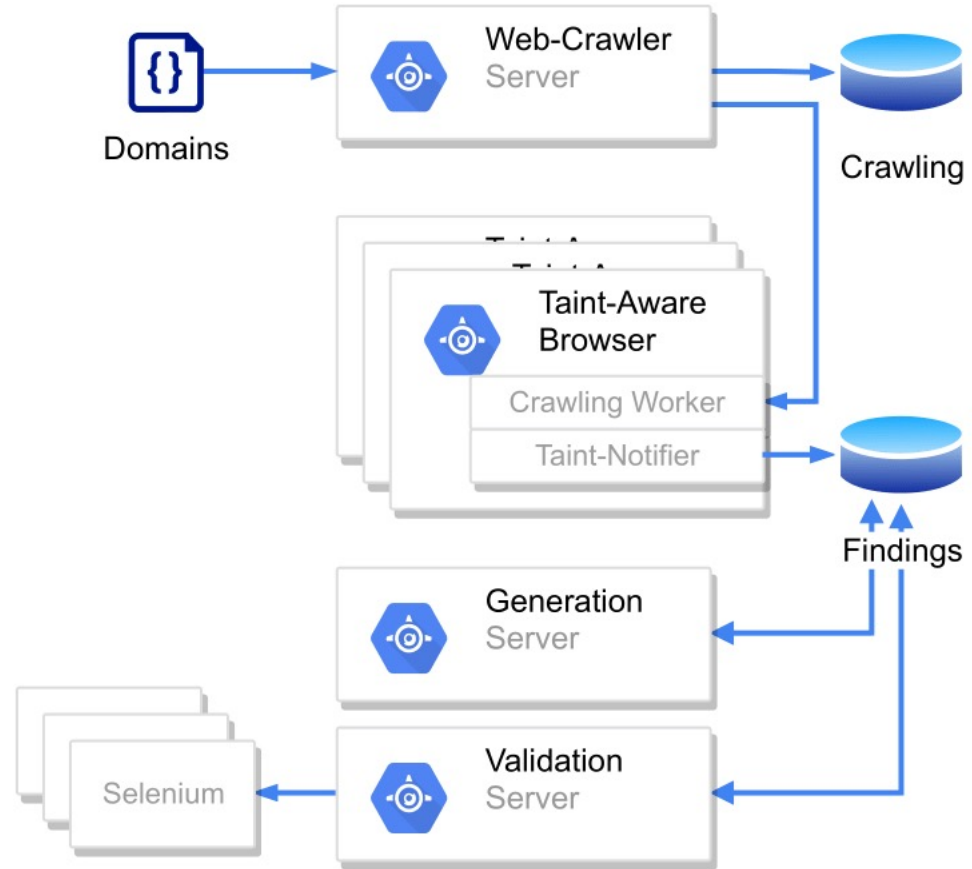 Web-Crawler
Server
Domains
Crawling
Taint-Aware
Browser
Crawling Worker
Taint-Notifier
Findings
Generation
Server
Validation
Server
Selenium